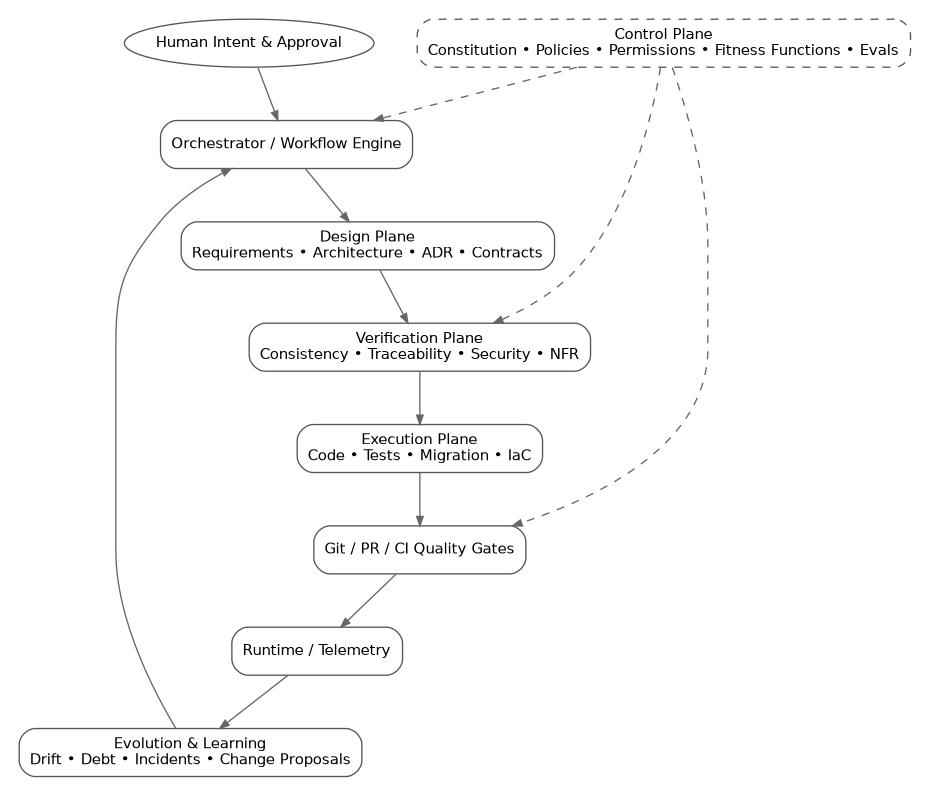 Human Intent & Approval
Control Plane
Constitution • Policies • Permissions • Fitness Functions • Evals
Orchestrator / Workflow Engine
Design Plane
Requirements • Architecture • ADR • Contracts
Verification Plane
Consistency • Traceability • Security • NFR
Execution Plane
Code • Tests • Migration • IaC
Git / PR / CI Quality Gates
Runtime / Telemetry
Evolution & Learning
Drift • Debt • Incidents • Change Proposals